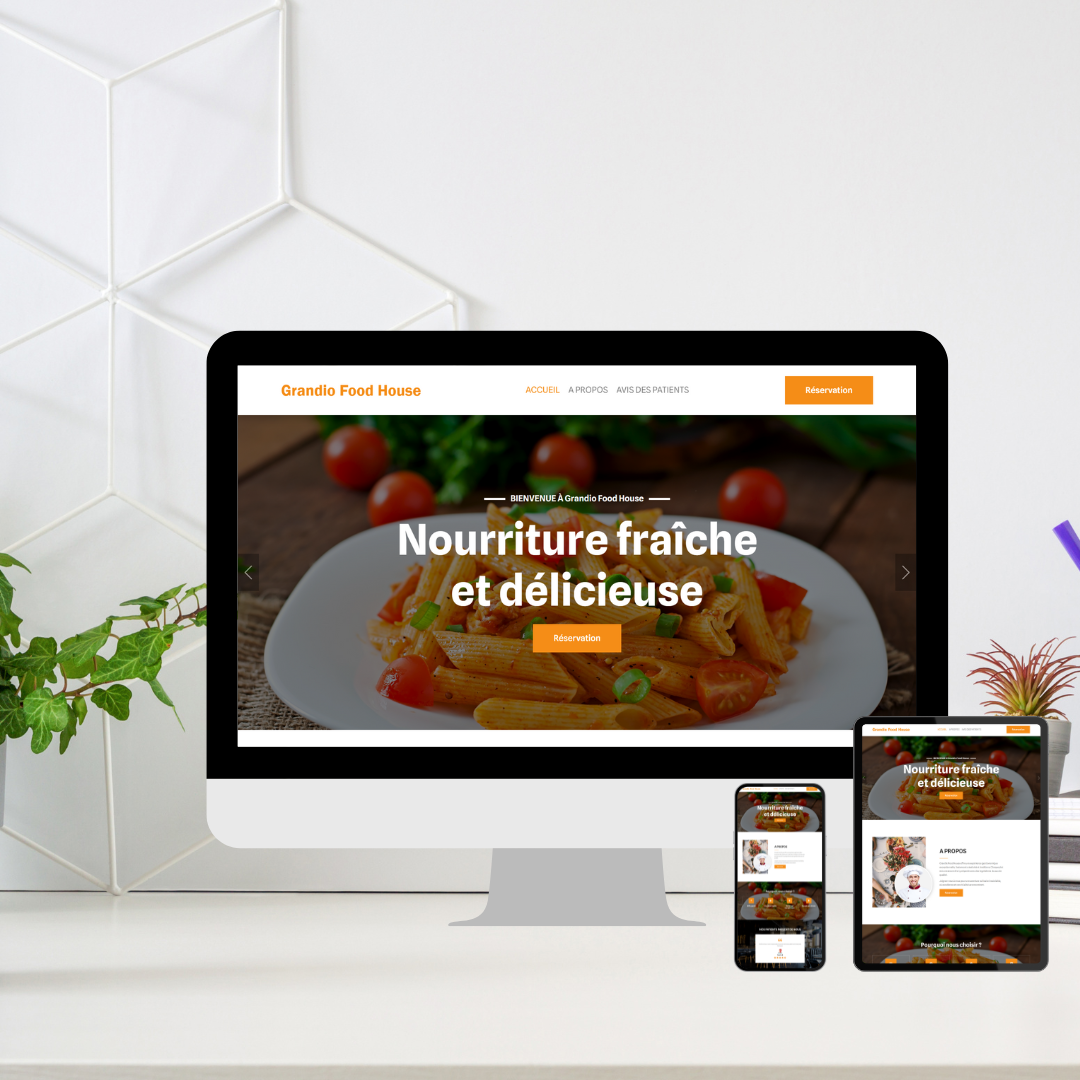 Grandio Food House
ACCUEIL A PROPOS AVIS DES PATIENTS
Réservation
BIENVENUE À Grandio Food House
Nourriture fraîche
et délicieuse
Réservation
Nourriture fraîche
et délicieuse
A PROPOS
Grandio Food House
Nourriture fraîche
et délicieuse
A PROPOS
Pourquoi nous choisir ?